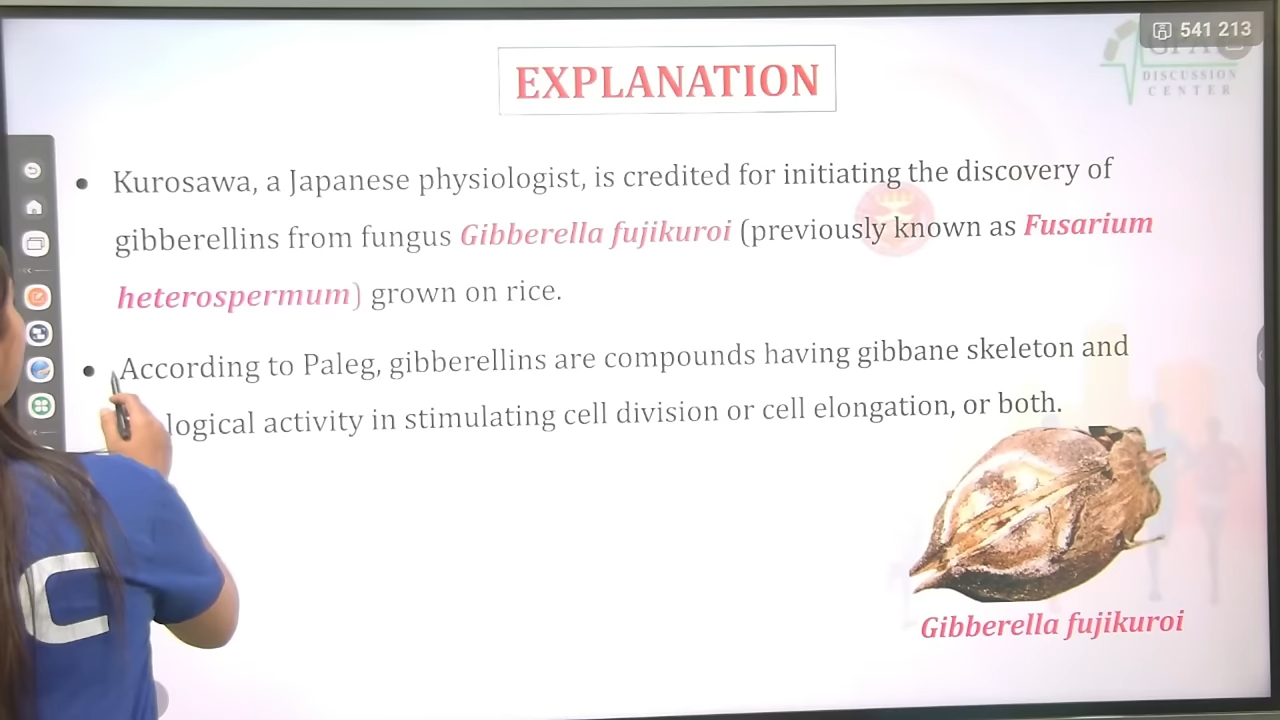 541 213
DISCUSSION
CENTER
EXPLANATION
• Kurosawa, a Japanese physiologist, is credited for initiating the discovery of
gibberellins from fungus Gibberella fujikuroi (previously known as Fusarium
heterospermum) grown on rice.
• According to Paleg, gibberellins are compounds having gibbane skeleton and
logical activity in stimulating cell division or cell elongation, or both.
Gibberella fujikuroi
C